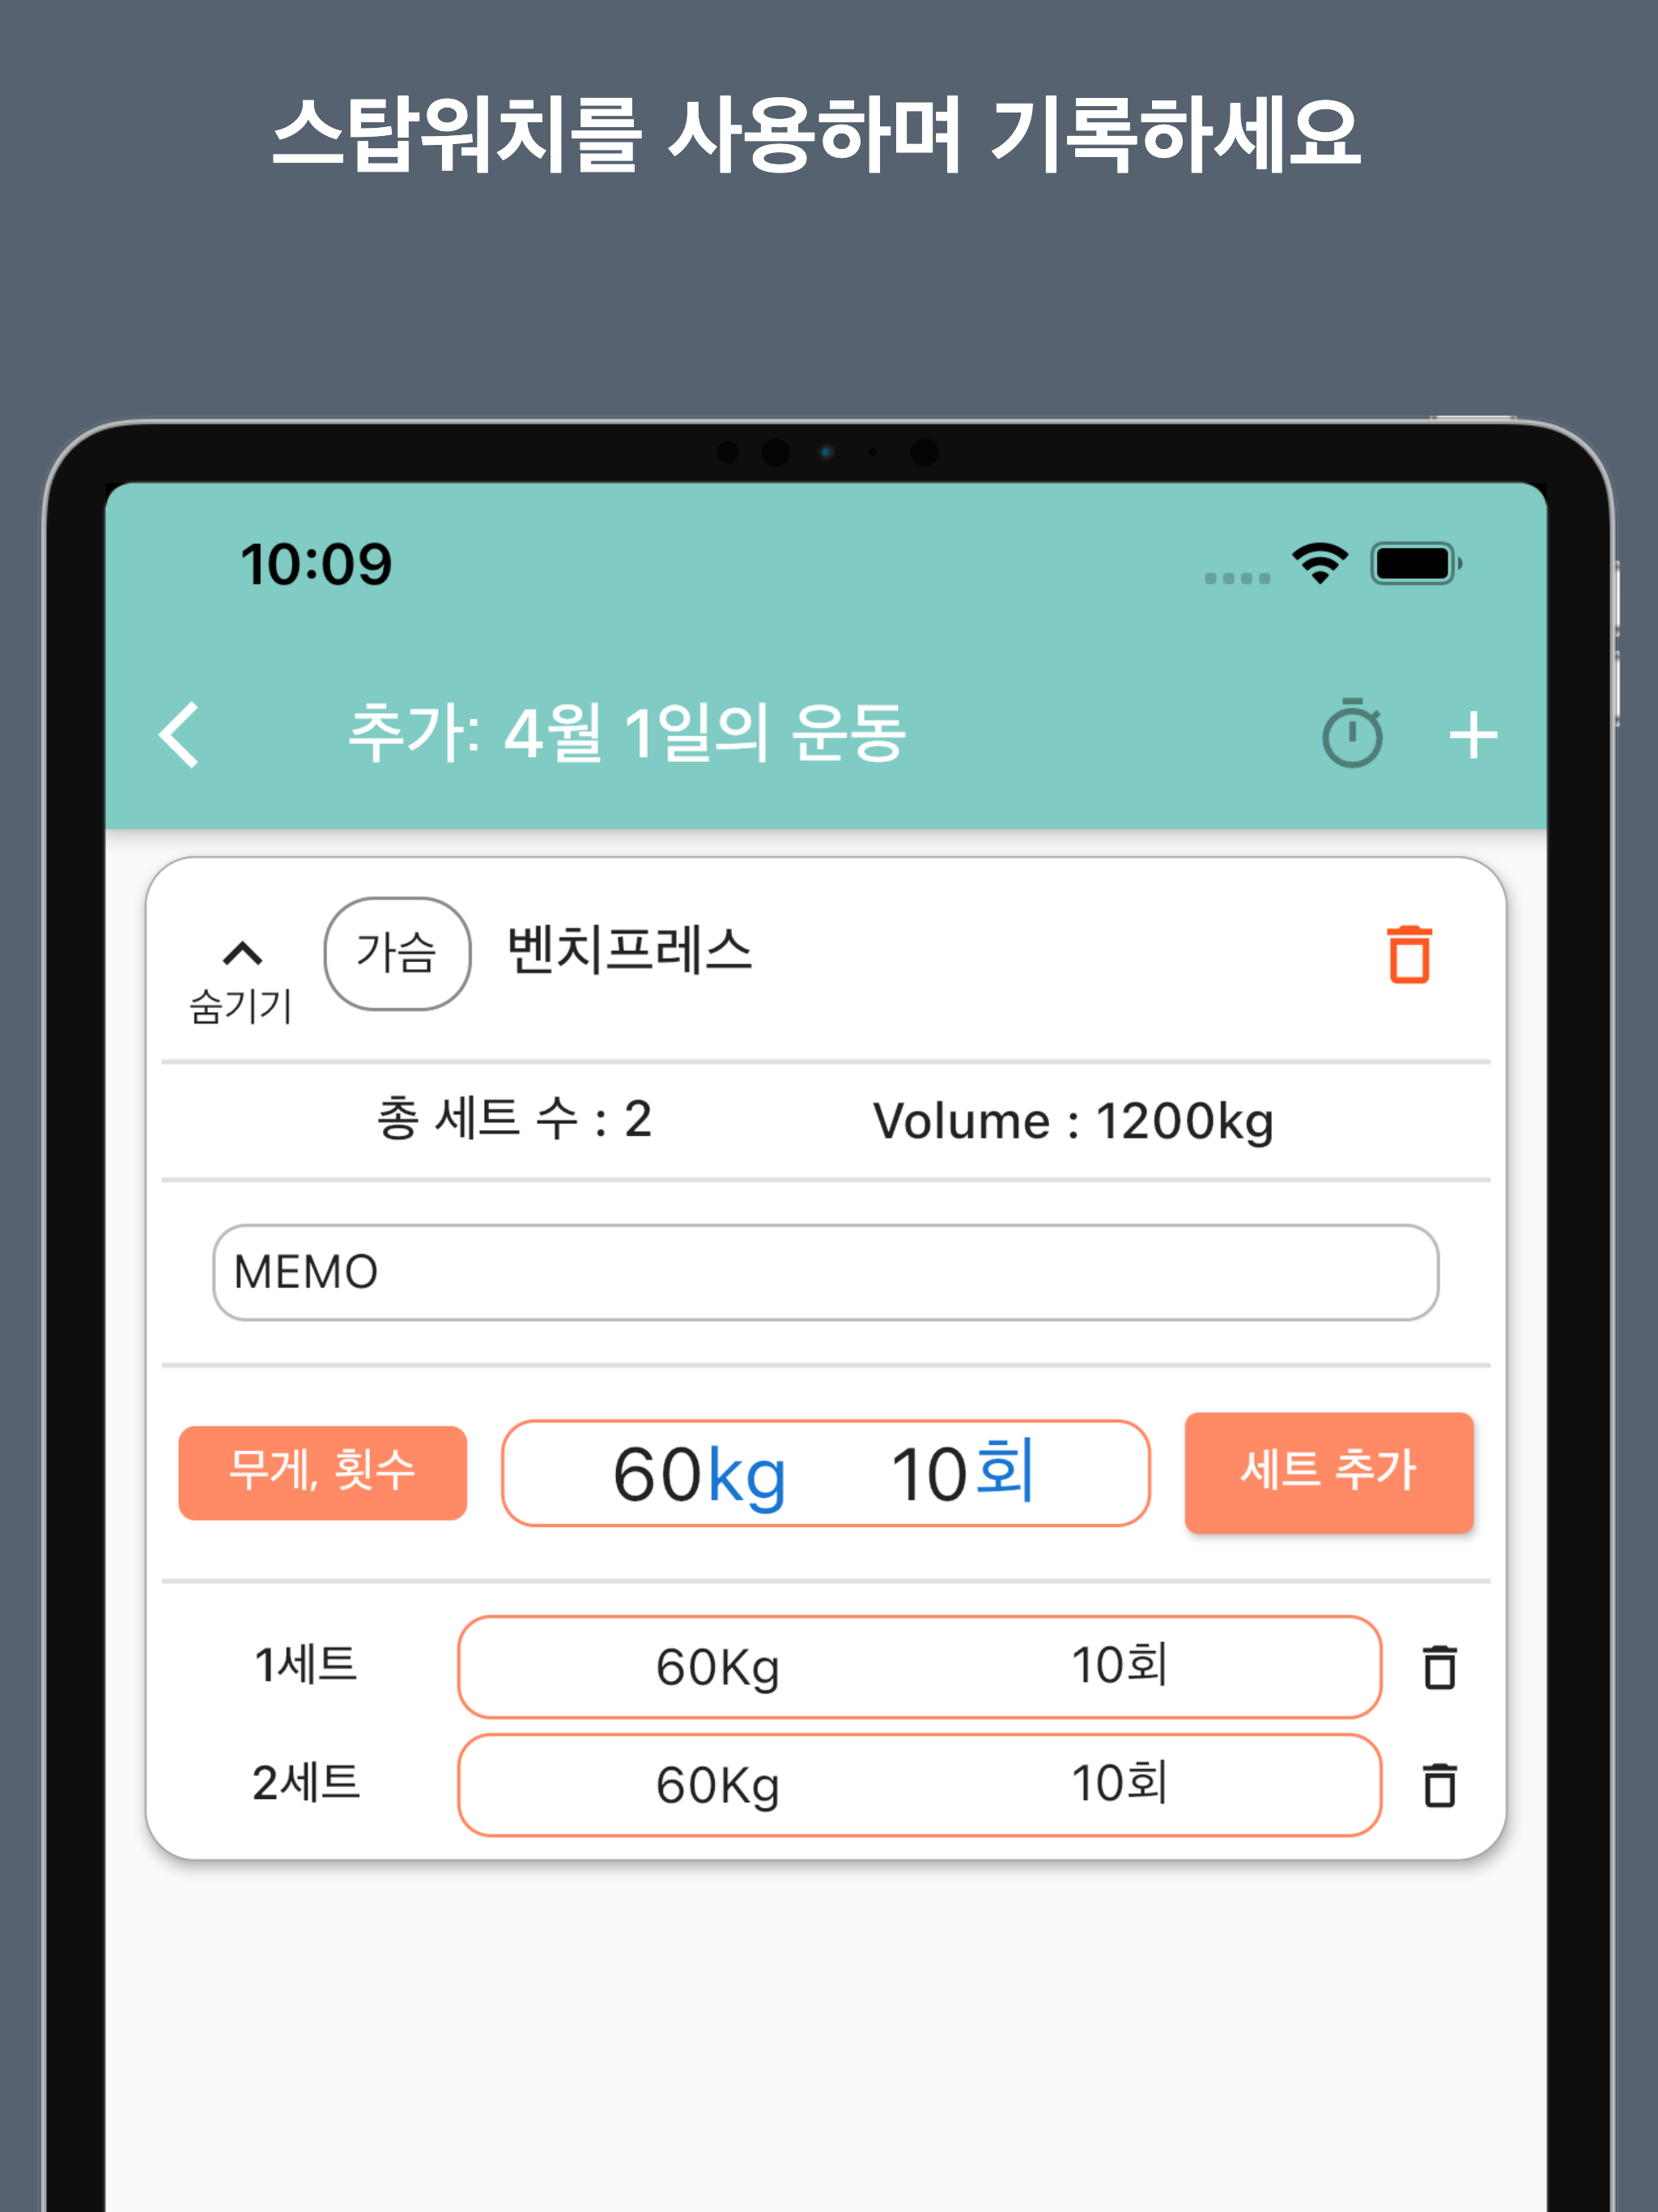 스탑워치를 사용하며 기록하세요
10:09
추가: 4월 1일의 운동
숨기기
가슴
벤치프레스
총 세트 수 : 2
Volume : 1200kg
MEMO
무게, 횟수
60kg 10회
세트 추가
1세트 60Kg 10회
2세트 60Kg 10회